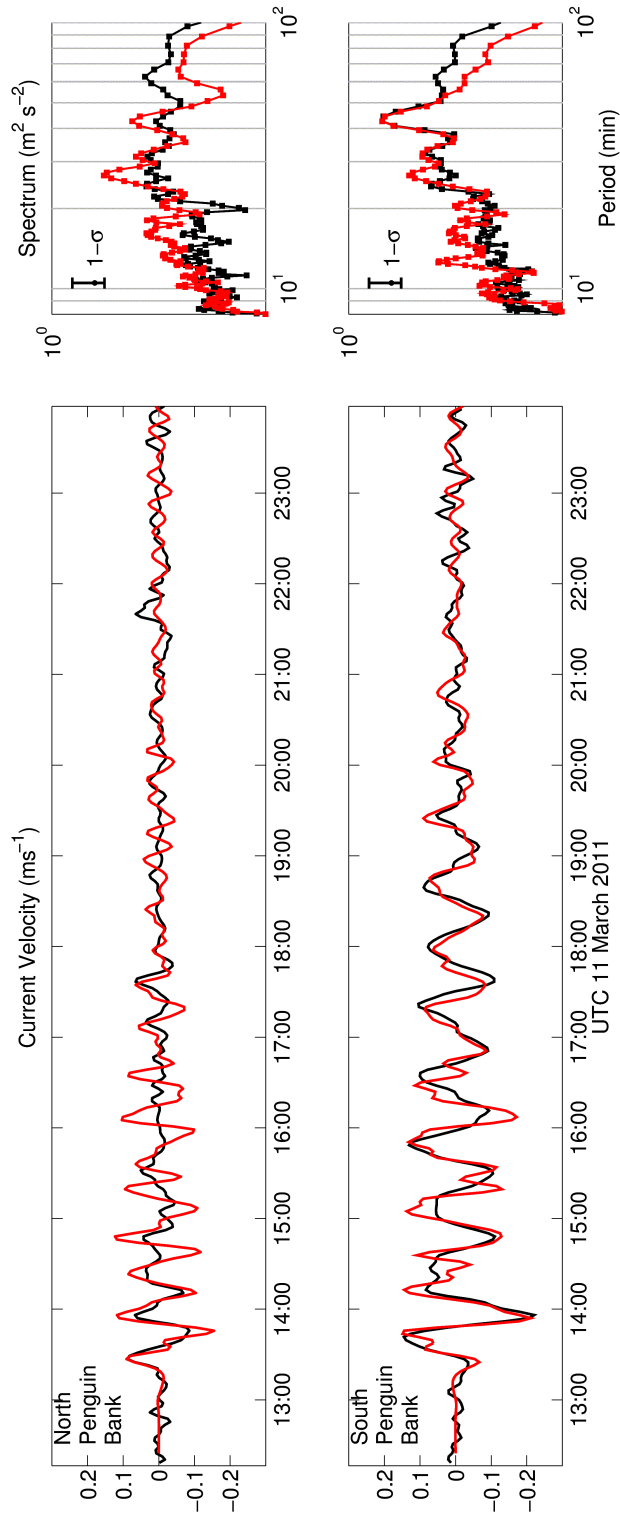 Current Velocity (ms⁻¹)
North
Penguin
Bank
0.2
0.1
0
−0.1
−0.2
13:00 14:00 15:00 16:00 17:00 18:00 19:00 20:00 21:00 22:00 23:00
Spectrum (m² s⁻²)
10⁰
1−σ
10¹ 10²
South
Penguin
Bank
0.2
0.1
0
−0.1
−0.2
13:00 14:00 15:00 16:00 17:00 18:00 19:00 20:00 21:00 22:00 23:00
UTC 11 March 2011
10⁰
1−σ
10¹ 10²
Period (min)